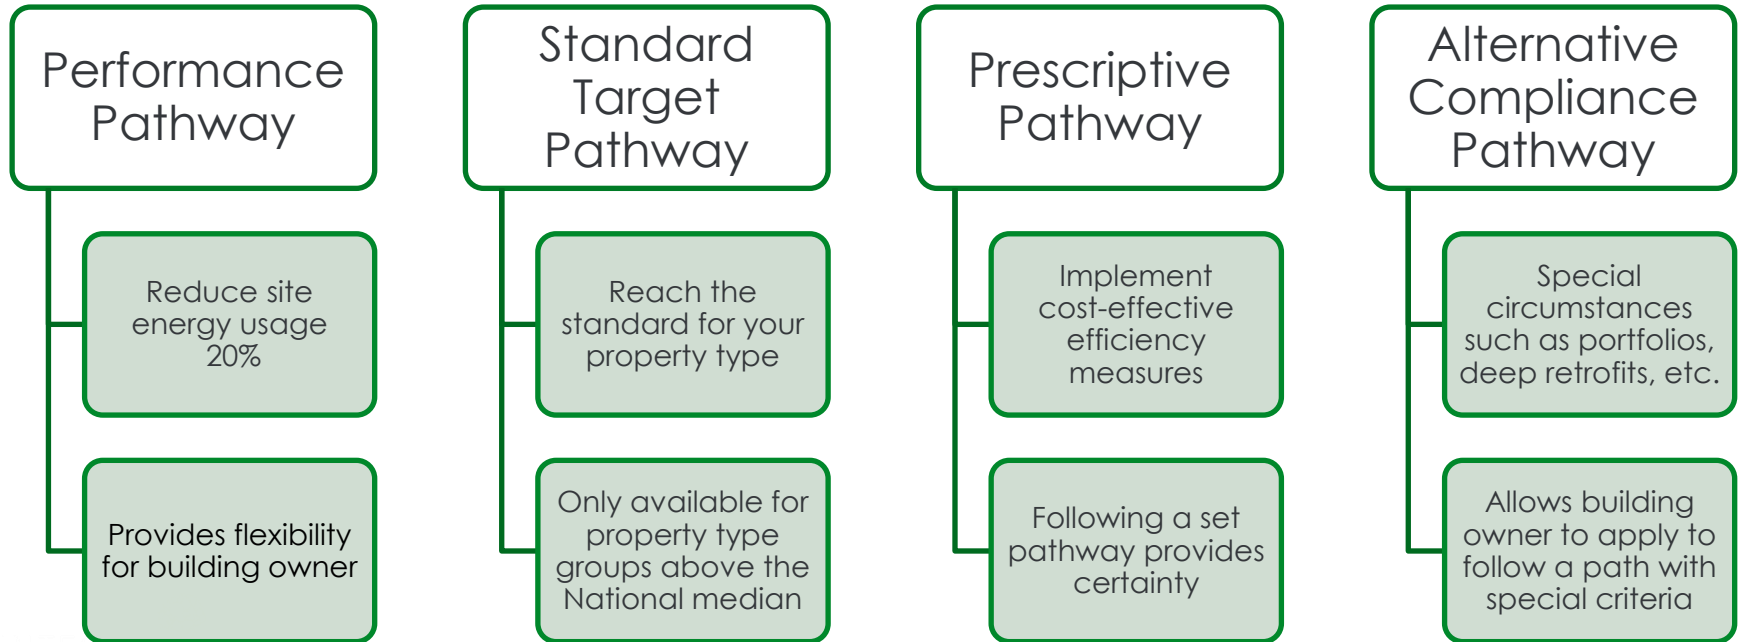 Performance
Pathway
Reduce site
energy usage
20%
Provides flexibility
for building owner
Standard
Target
Pathway
Reach the
standard for your
property type
Only available for
property type
groups above the
National median
Prescriptive
Pathway
Implement
cost-effective
efficiency
measures
Following a set
pathway provides
certainty
Alternative
Compliance
Pathway
Special
circumstances
such as portfolios,
deep retrofits, etc.
Allows building
owner to apply to
follow a path with
special criteria